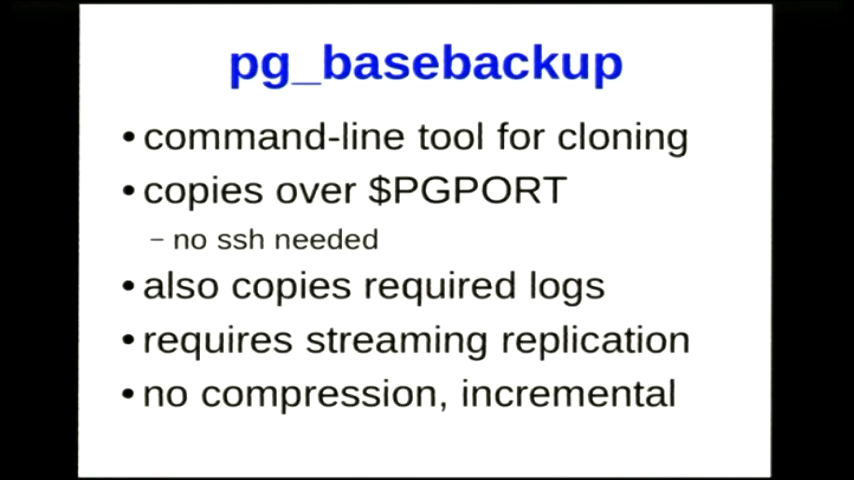 pg_basebackup
• command-line tool for cloning
• copies over $PGPORT
– no ssh needed
• also copies required logs
• requires streaming replication
• no compression, incremental